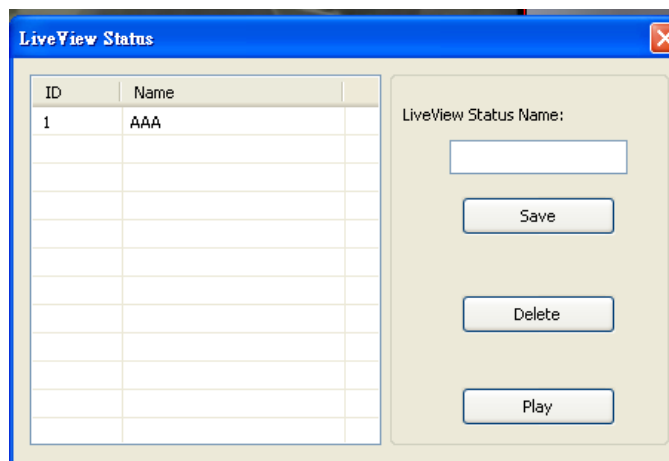 LiveView Status
ID Name
1 AAA
LiveView Status Name:
Save
Delete
Play